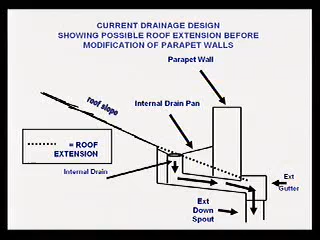 CURRENT DRAINAGE DESIGN
SHOWING POSSIBLE ROOF EXTENSION BEFORE
MODIFICATION OF PARAPET WALLS
Parapet Wall
roof slope
Internal Drain Pan
= ROOF
EXTENSION
Internal Drain
Ext
Gutter
Ext
Down
Spout